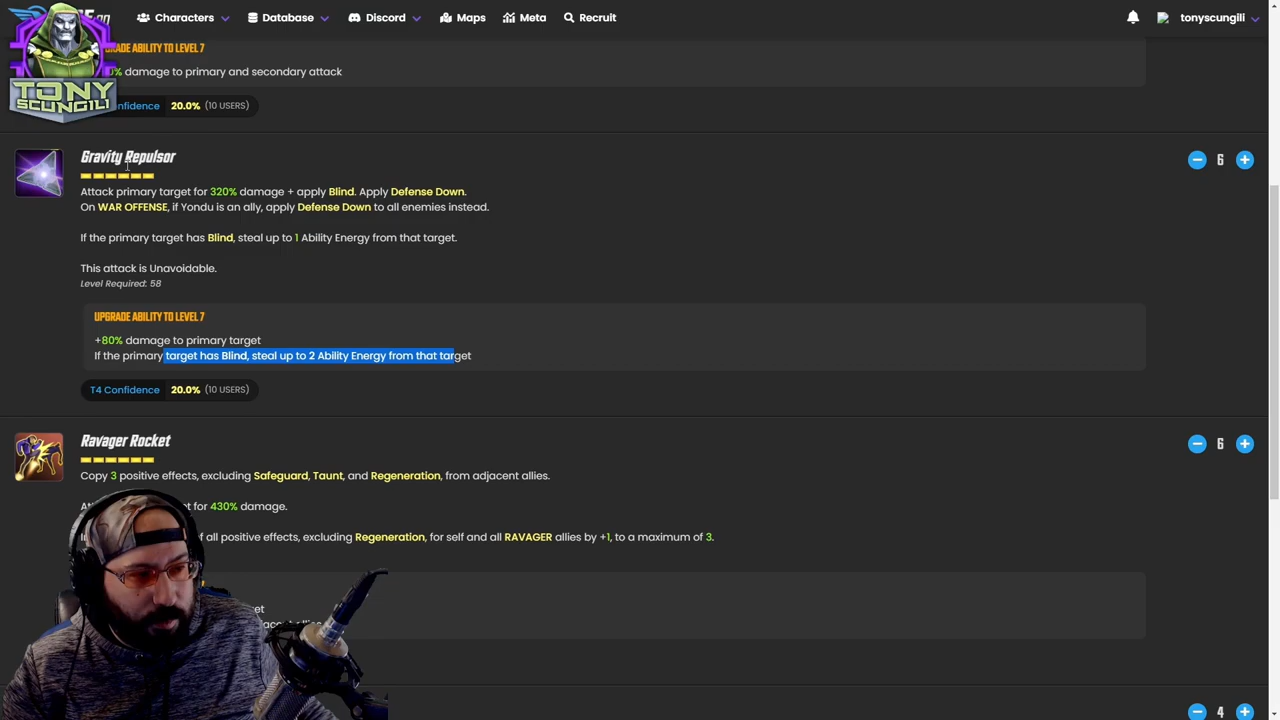 Characters
Database
Discord
Maps
Meta
Recruit
tonyscungili
TONY
SCUNGILI
ADE ABILITY TO LEVEL 7
% damage to primary and secondary attack
nfidence 20.0% (10 USERS)
Gravity Repulsor
6
Attack primary target for 320% damage + apply Blind. Apply Defense Down.
On WAR OFFENSE, if Yondu is an ally, apply Defense Down to all enemies instead.
If the primary target has Blind, steal up to 1 Ability Energy from that target.
This attack is Unavoidable.
Level Required: 58
UPGRADE ABILITY TO LEVEL 7
+80% damage to primary target
If the primary target has Blind, steal up to 2 Ability Energy from that target
T4 Confidence 20.0% (10 USERS)
Ravager Rocket
6
Copy 3 positive effects, excluding Safeguard, Taunt, and Regeneration, from adjacent allies.
for 430% damage.
of all positive effects, excluding Regeneration, for self and all RAVAGER allies by +1, to a maximum of 3.
4